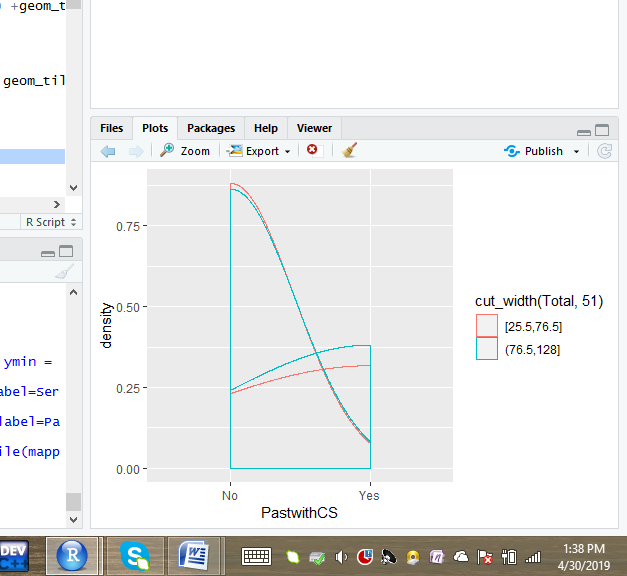 ) +geom_t
geom_til
R Script
ymin =
abel=Ser
label=Pa
ile(mapp
Files Plots Packages Help Viewer
Zoom Export Publish
density
0.75
0.50
0.25
0.00
No Yes
PastwithCS
cut_width(Total, 51)
[25.5,76.5]
(76.5,128]
DEV
C++
R
S
W
1:38 PM
4/30/2019